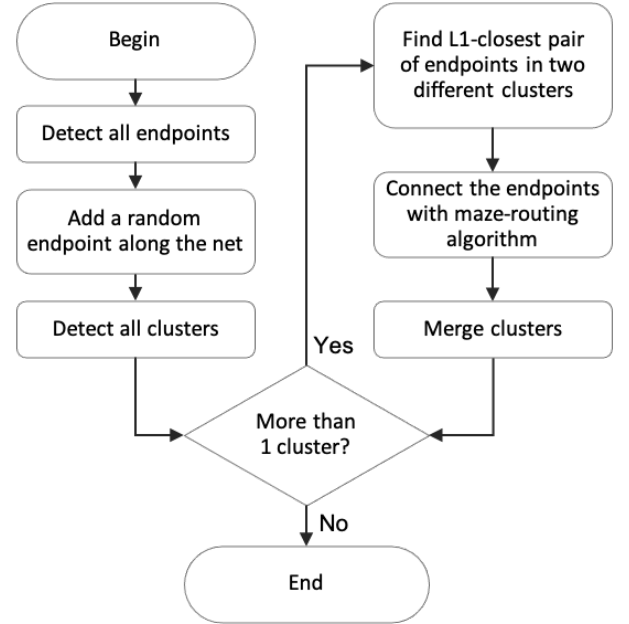 Begin
Detect all endpoints
Add a random
endpoint along the net
Detect all clusters
More than
1 cluster?
Yes
Find L1-closest pair
of endpoints in two
different clusters
Connect the endpoints
with maze-routing
algorithm
Merge clusters
No
End